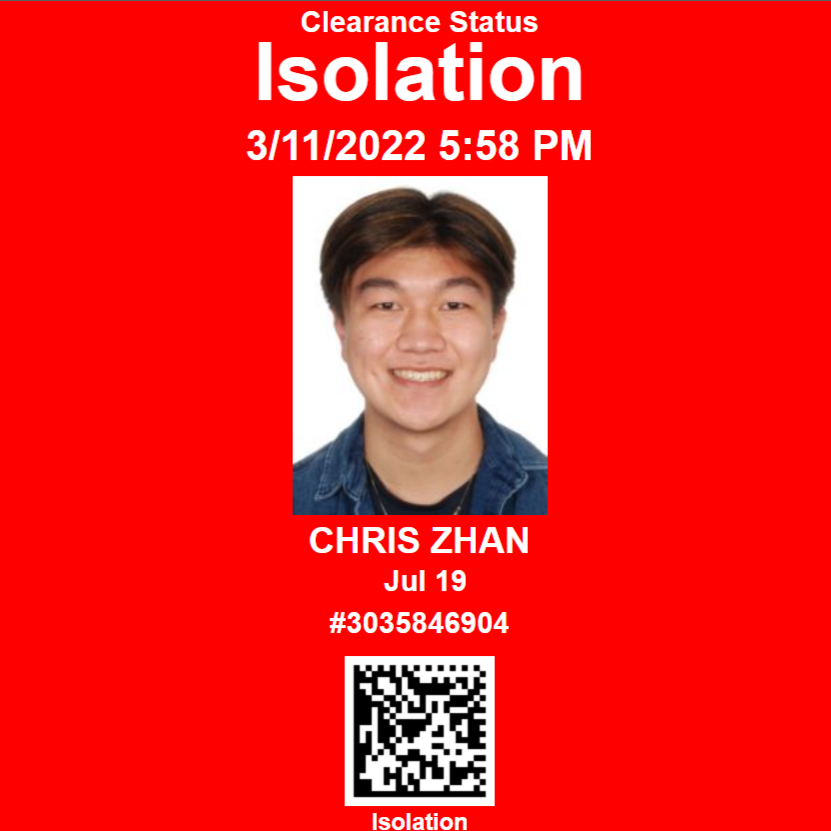 Clearance Status
Isolation
3/11/2022 5:58 PM
CHRIS ZHAN
Jul 19
#3035846904
Isolation